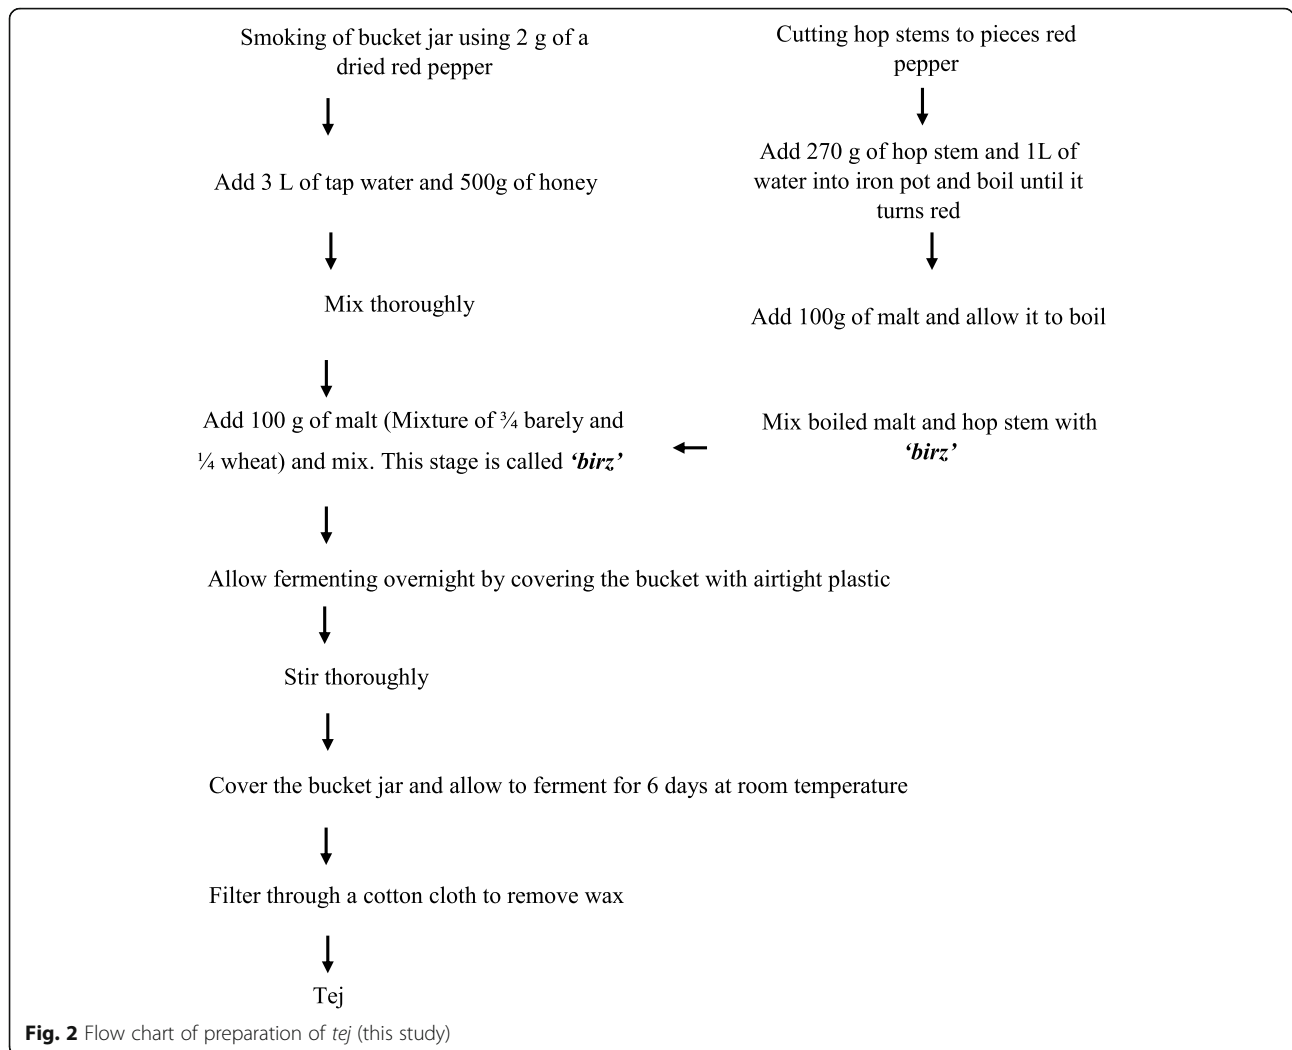 Smoking of bucket jar using 2 g of a
dried red pepper
Add 3 L of tap water and 500g of honey
Mix thoroughly
Add 100 g of malt (Mixture of ¾ barely and
¼ wheat) and mix. This stage is called ‘birz’
Cutting hop stems to pieces red
pepper
Add 270 g of hop stem and 1L of
water into iron pot and boil until it
turns red
Add 100g of malt and allow it to boil
Mix boiled malt and hop stem with
‘birz’
Allow fermenting overnight by covering the bucket with airtight plastic
Stir thoroughly
Cover the bucket jar and allow to ferment for 6 days at room temperature
Filter through a cotton cloth to remove wax
Tej
Fig. 2 Flow chart of preparation of tej (this study)